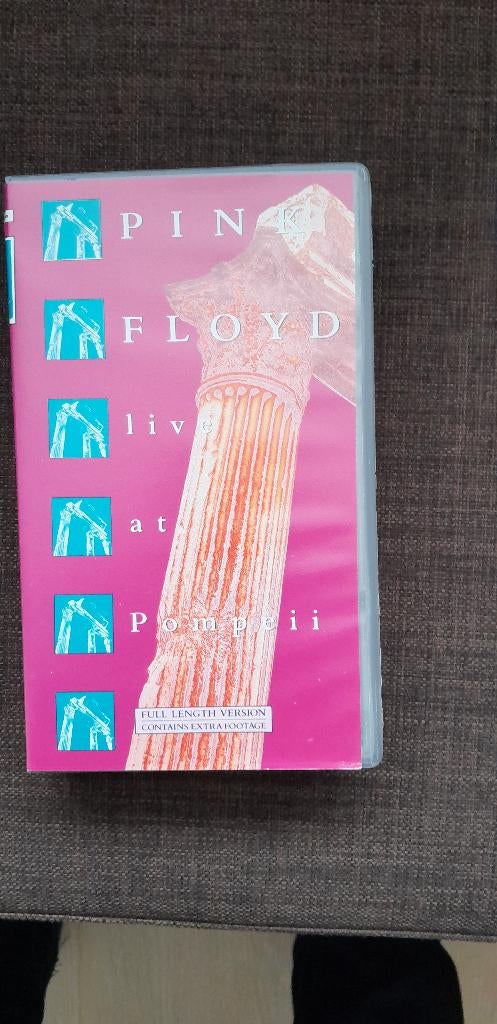 PINK
FLOYD
live
at
Pompeii
FULL LENGTH VERSION
CONTAINS EXTRA FOOTAGE